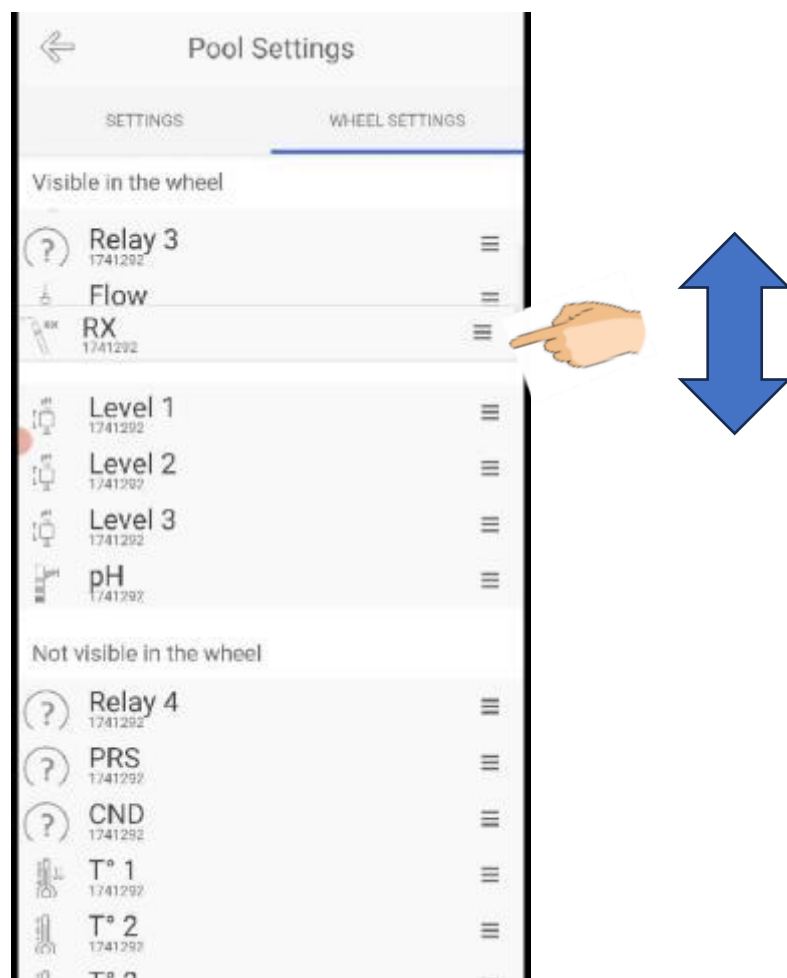 Pool Settings
SETTINGS WHEEL SETTINGS
Visible in the wheel
Relay 3
1741292
Flow
RX
RX
1741292
Level 1
1741292
Level 2
1741292
Level 3
1741292
pH
pH
1741292
Not visible in the wheel
? Relay 4
1741292
? PRS
1741292
? CND
1741292
T° 1
1741292
T° 2
1741292